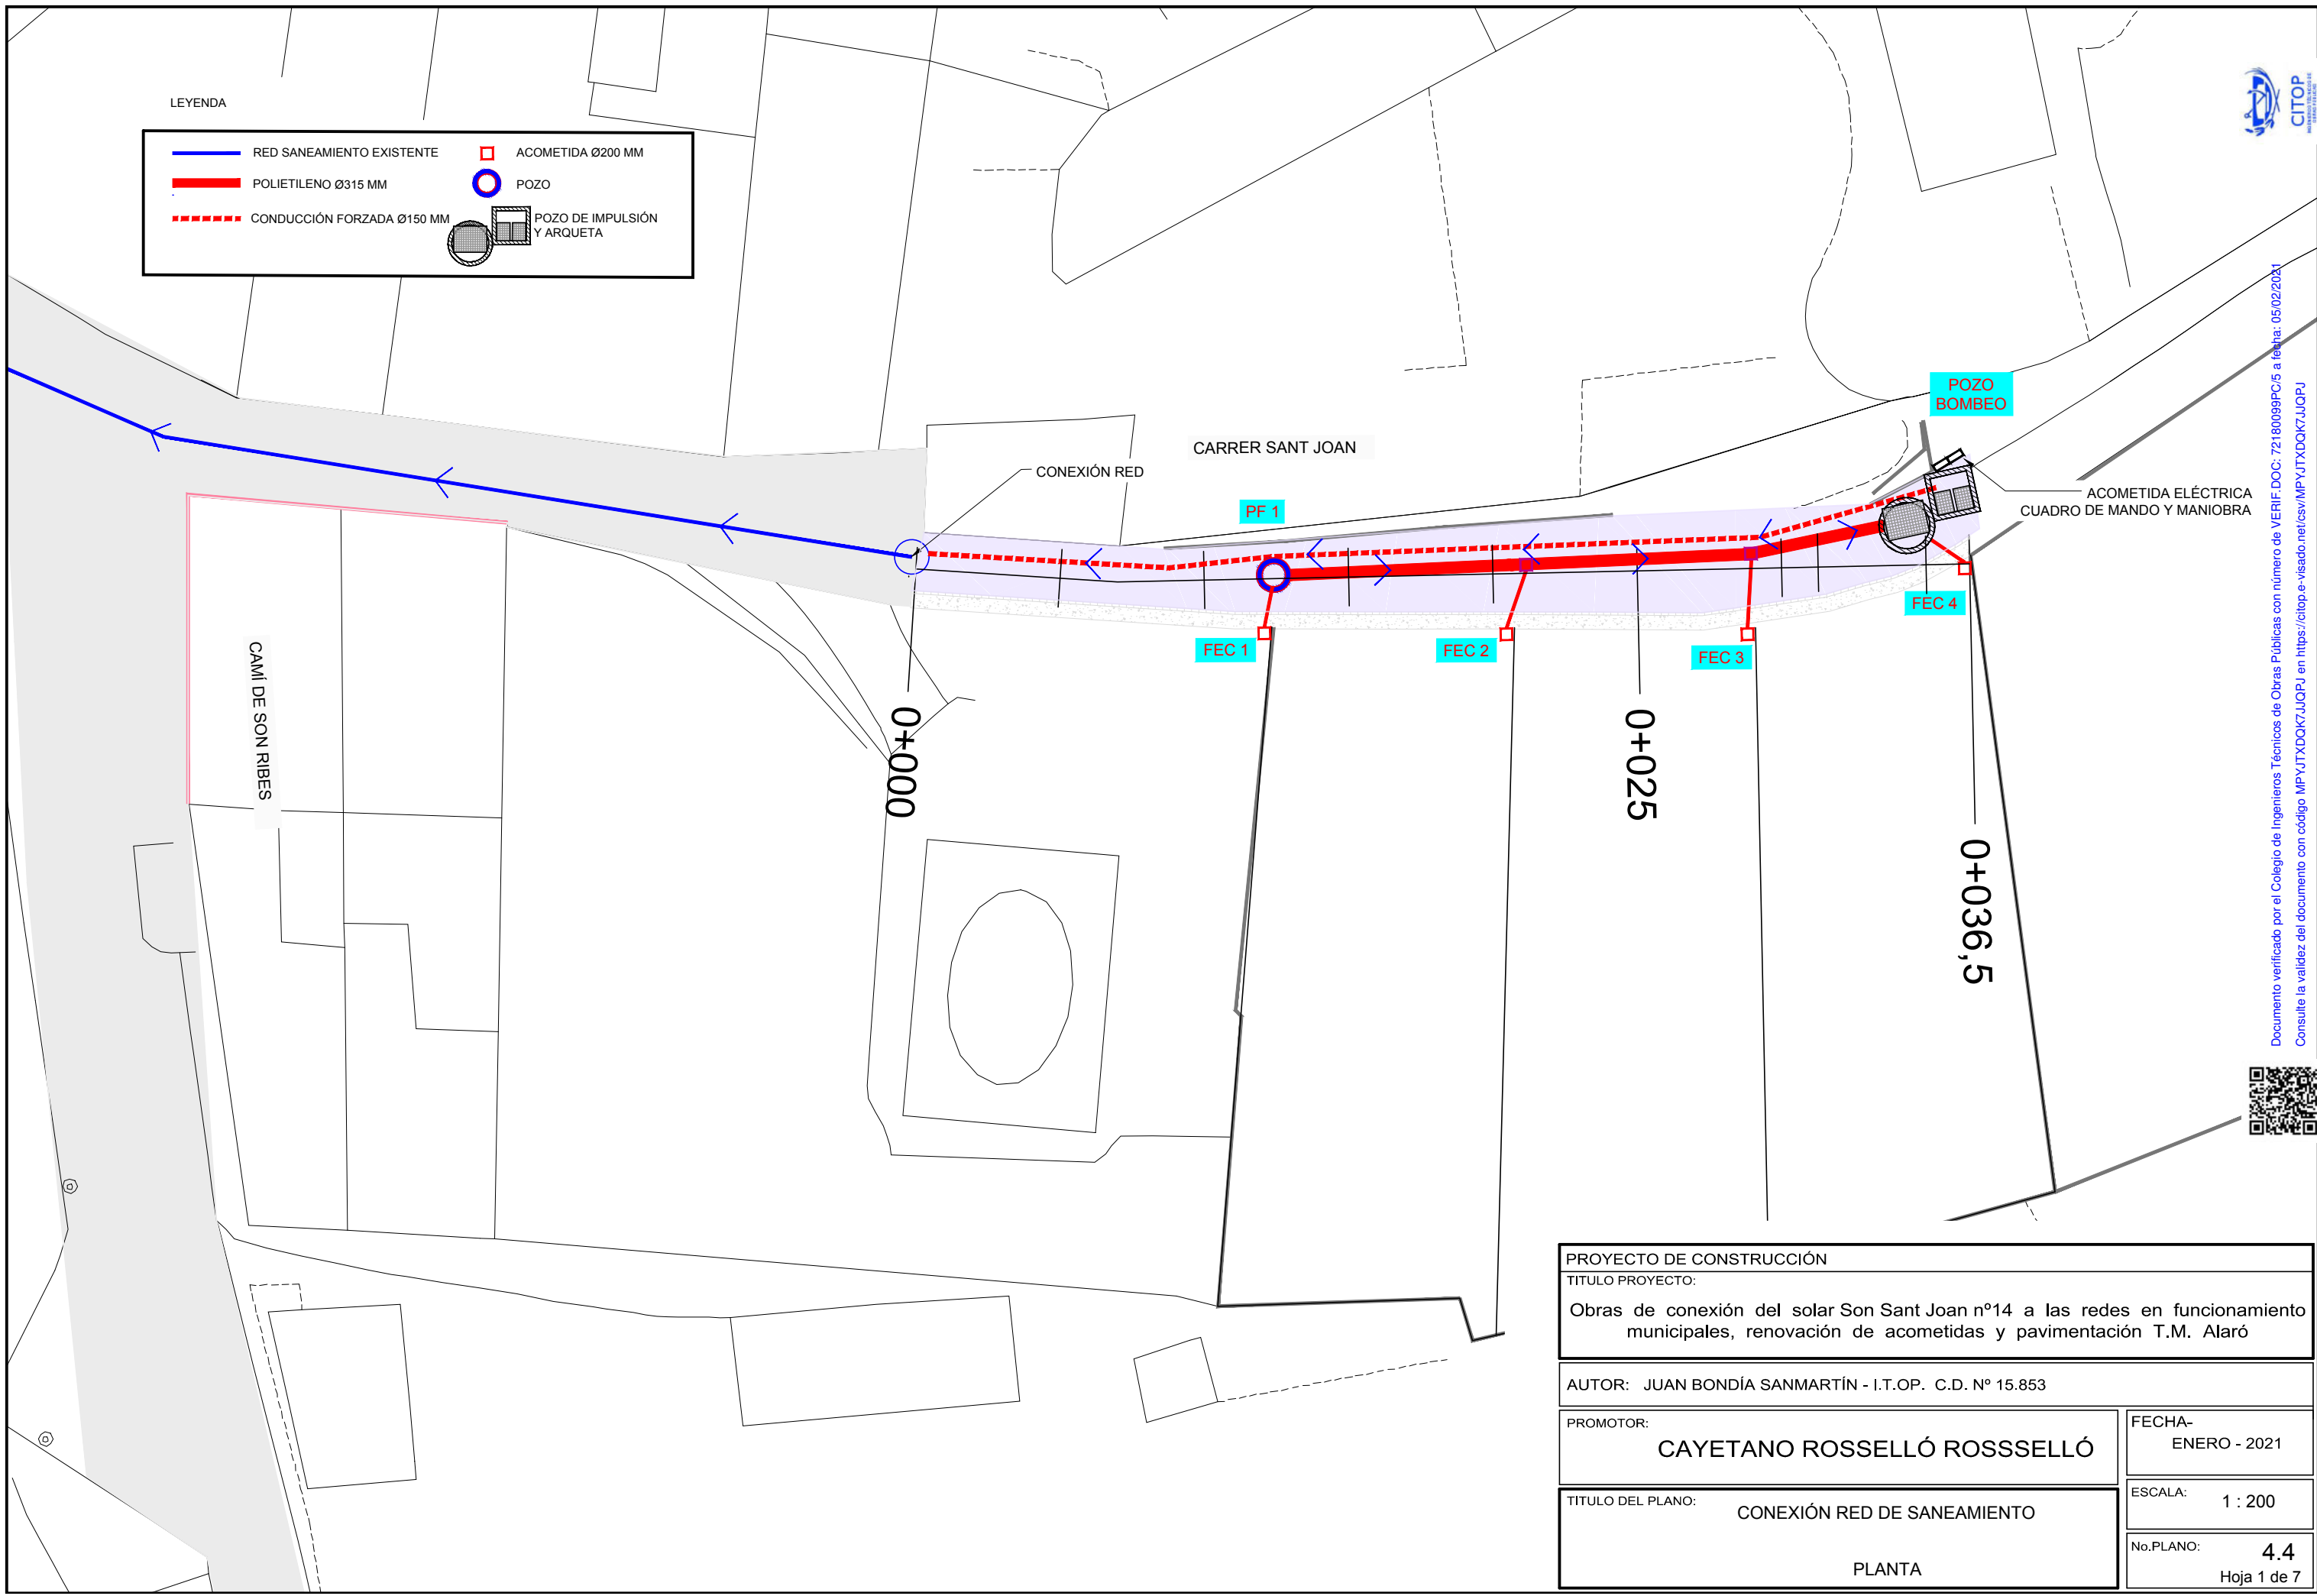 LEYENDA
RED SANEAMIENTO EXISTENTE
ACOMETIDA Ø200 MM
POLIETILENO Ø315 MM
POZO
CONDUCCIÓN FORZADA Ø150 MM
POZO DE IMPULSIÓN
Y ARQUETA
CITOP
POZO
BOMBEO
CARRER SANT JOAN
CONEXIÓN RED
ACOMETIDA ELÉCTRICA
CUADRO DE MANDO Y MANIOBRA
PF 1
FEC 1
FEC 2
FEC 3
FEC 4
CAMÍ DE SON RIBES
0+000
0+025
0+036,5
Documento verificado por el Colegio de Ingenieros Técnicos de Obras Públicas con número de VERIF.DOC: 72180099PC/5 a fecha: 05/02/2021
Consulte la validez del documento con código MPYJTXDQK7JJQPJ en https://citop.e-visado.net/csv/MPYJTXDQK7JJQPJ
PROYECTO DE CONSTRUCCIÓN
TITULO PROYECTO:
Obras de conexión del solar Son Sant Joan nº14 a las redes en funcionamiento
municipales, renovación de acometidas y pavimentación T.M. Alaró
AUTOR: JUAN BONDÍA SANMARTÍN - I.T.OP. C.D. Nº 15.853
PROMOTOR:
CAYETANO ROSSELLÓ ROSSSELLÓ
FECHA-
ENERO - 2021
TITULO DEL PLANO:
CONEXIÓN RED DE SANEAMIENTO
PLANTA
ESCALA:
1 : 200
No.PLANO:
4.4
Hoja 1 de 7